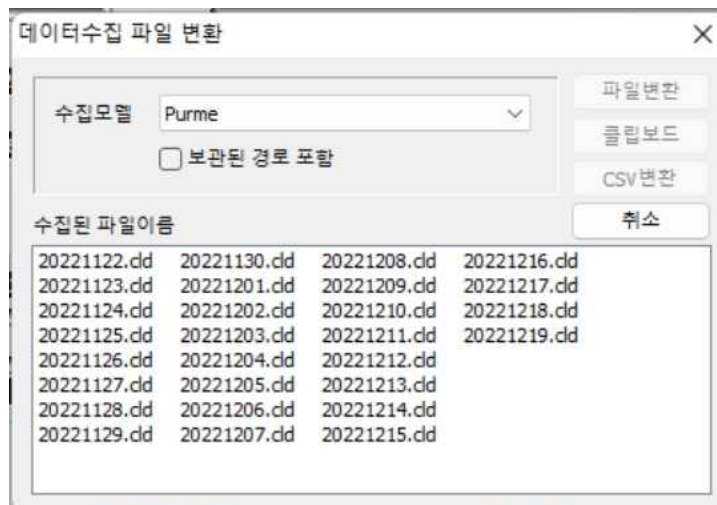 데이터수집 파일 변환
파일변환
수집모델 Purme
클립보드
보관된 경로 포함
CSV변환
취소
수집된 파일이름
20221122.cld 20221130.cld 20221208.cld 20221216.cld
20221123.cld 20221201.cld 20221209.cld 20221217.cld
20221124.cld 20221202.cld 20221210.cld 20221218.cld
20221125.cld 20221203.cld 20221211.cld 20221219.cld
20221126.cld 20221204.cld 20221212.cld
20221127.cld 20221205.cld 20221213.cld
20221128.cld 20221206.cld 20221214.cld
20221129.cld 20221207.cld 20221215.cld